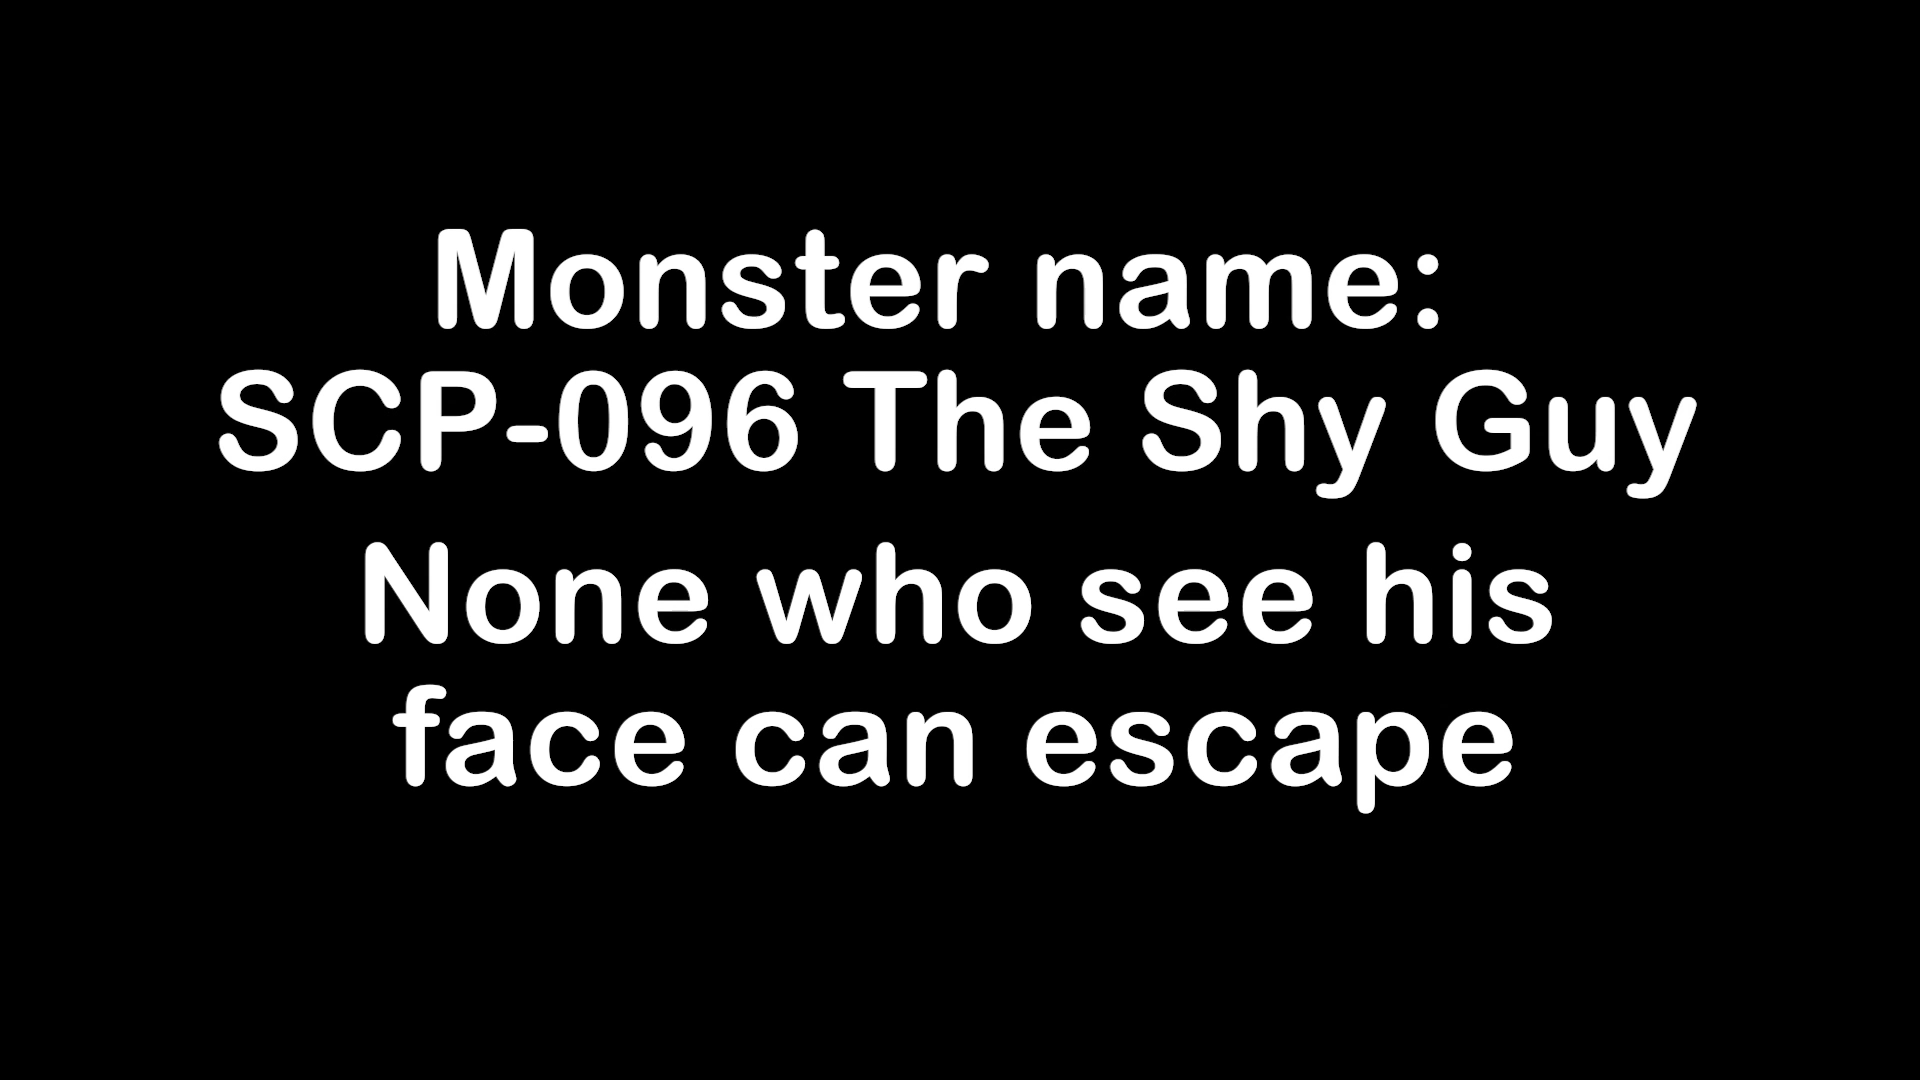 Monster name:
SCP-096 The Shy Guy
None who see his
face can escape